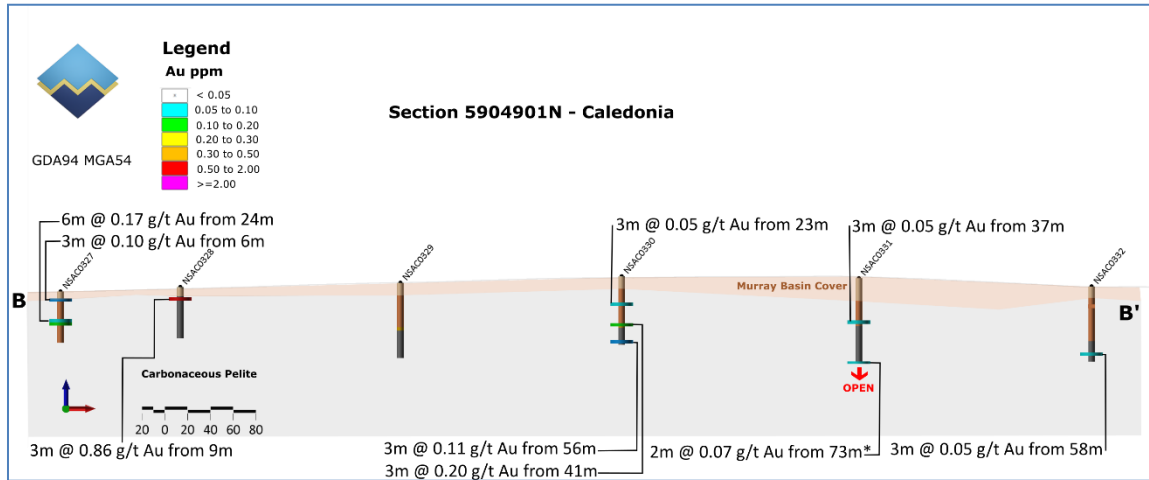 Legend
Au ppm
< 0.05
0.05 to 0.10
0.10 to 0.20
0.20 to 0.30
0.30 to 0.50
0.50 to 2.00
>=2.00
GDA94 MGA54
Section 5904901N - Caledonia
6m @ 0.17 g/t Au from 24m
3m @ 0.10 g/t Au from 6m
3m @ 0.05 g/t Au from 23m
3m @ 0.05 g/t Au from 37m
NSAC0327
NSAC0328
NSAC0329
NSAC0330
NSAC0331
NSAC0332
B
Murray Basin Cover
B'
Carbonaceous Pelite
OPEN
20 0 20 40 60 80
3m @ 0.86 g/t Au from 9m
3m @ 0.11 g/t Au from 56m
2m @ 0.07 g/t Au from 73m*
3m @ 0.05 g/t Au from 58m
3m @ 0.20 g/t Au from 41m